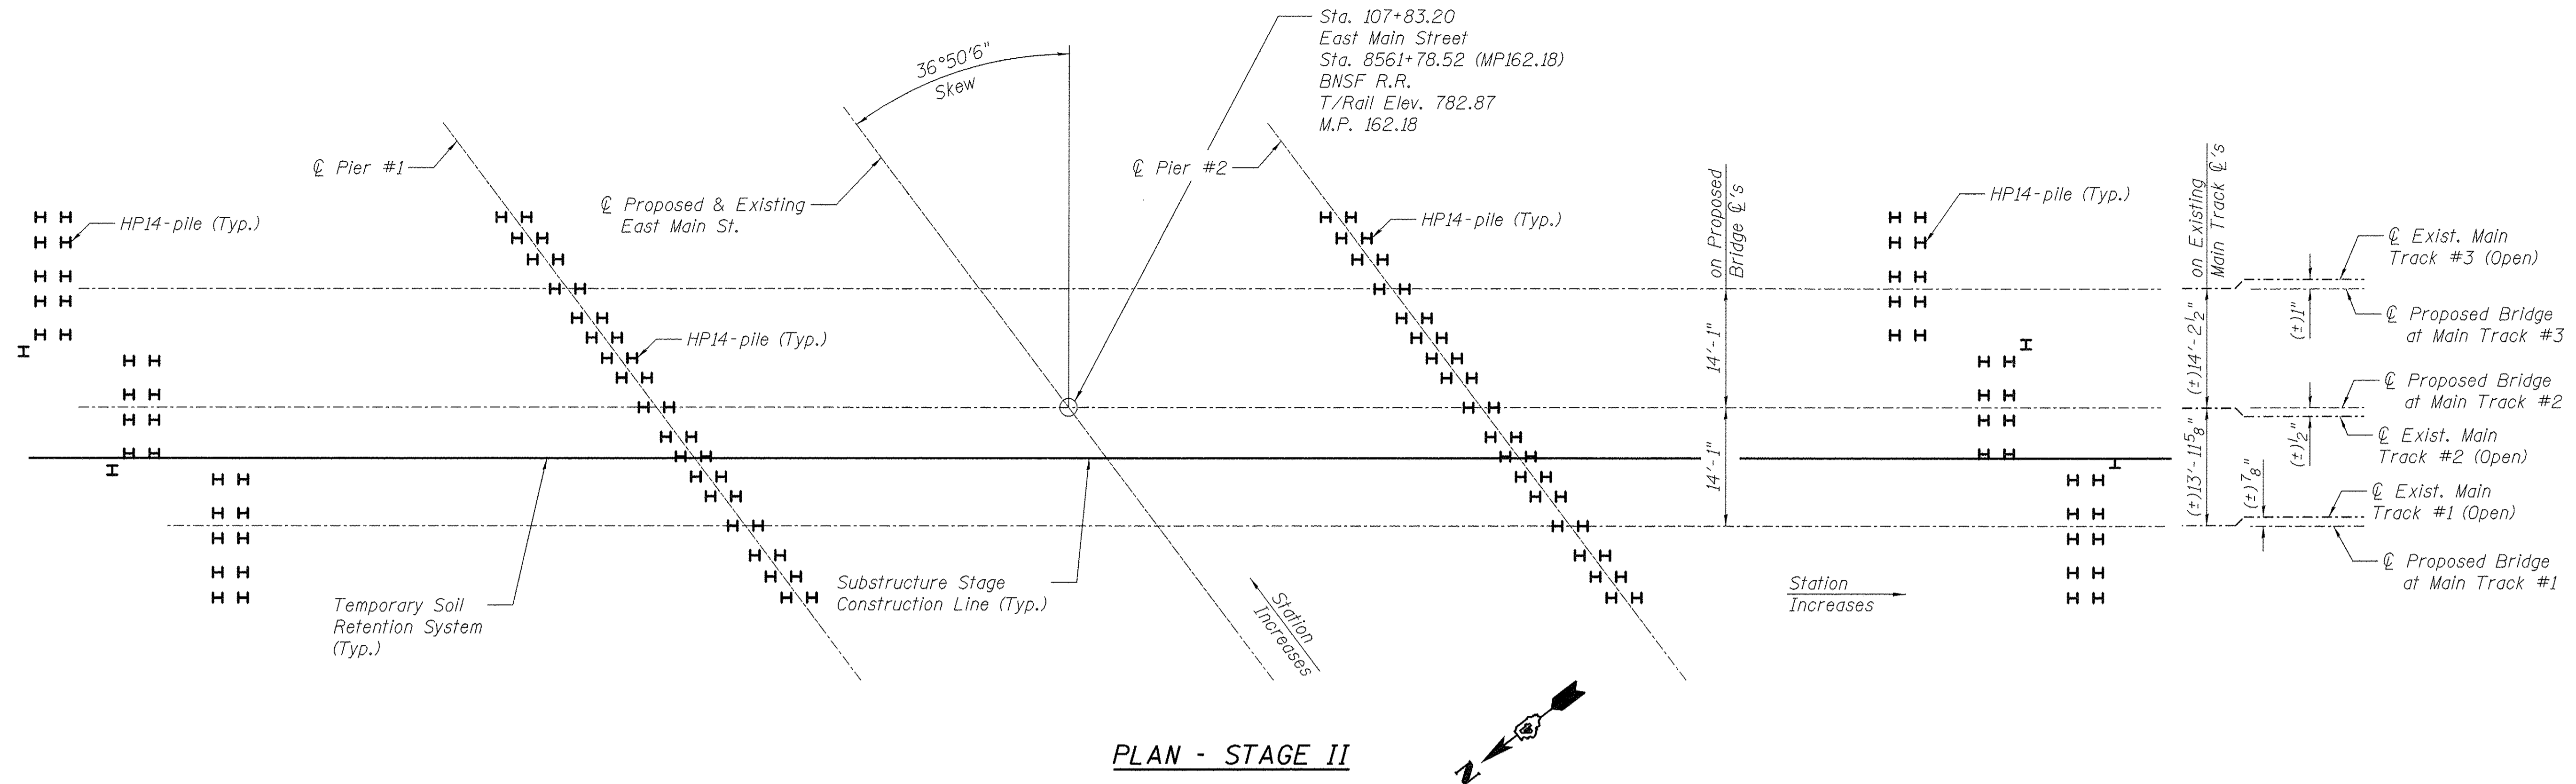 Sta. 107+83.20
East Main Street
Sta. 8561+78.52 (MP162.18)
BNSF R.R.
T/Rail Elev. 782.87
M.P. 162.18
36°50'6"
Skew
℄ Pier #1
℄ Proposed & Existing
East Main St.
℄ Pier #2
HP14-pile (Typ.)
HP14-pile (Typ.)
HP14-pile (Typ.)
HP14-pile (Typ.)
on Proposed
Bridge ℄'s
14'-1"
14'-1"
on Existing
Main Track ℄'s
(±)14'-2½"
(±)13'-11⅝"
(±)1"
(±)½"
(±)⅞"
℄ Exist. Main
Track #3 (Open)
℄ Proposed Bridge
at Main Track #3
℄ Proposed Bridge
at Main Track #2
℄ Exist. Main
Track #2 (Open)
℄ Exist. Main
Track #1 (Open)
℄ Proposed Bridge
at Main Track #1
Temporary Soil
Retention System
(Typ.)
Substructure Stage
Construction Line (Typ.)
Station
Increases
Station
Increases
N
PLAN - STAGE II